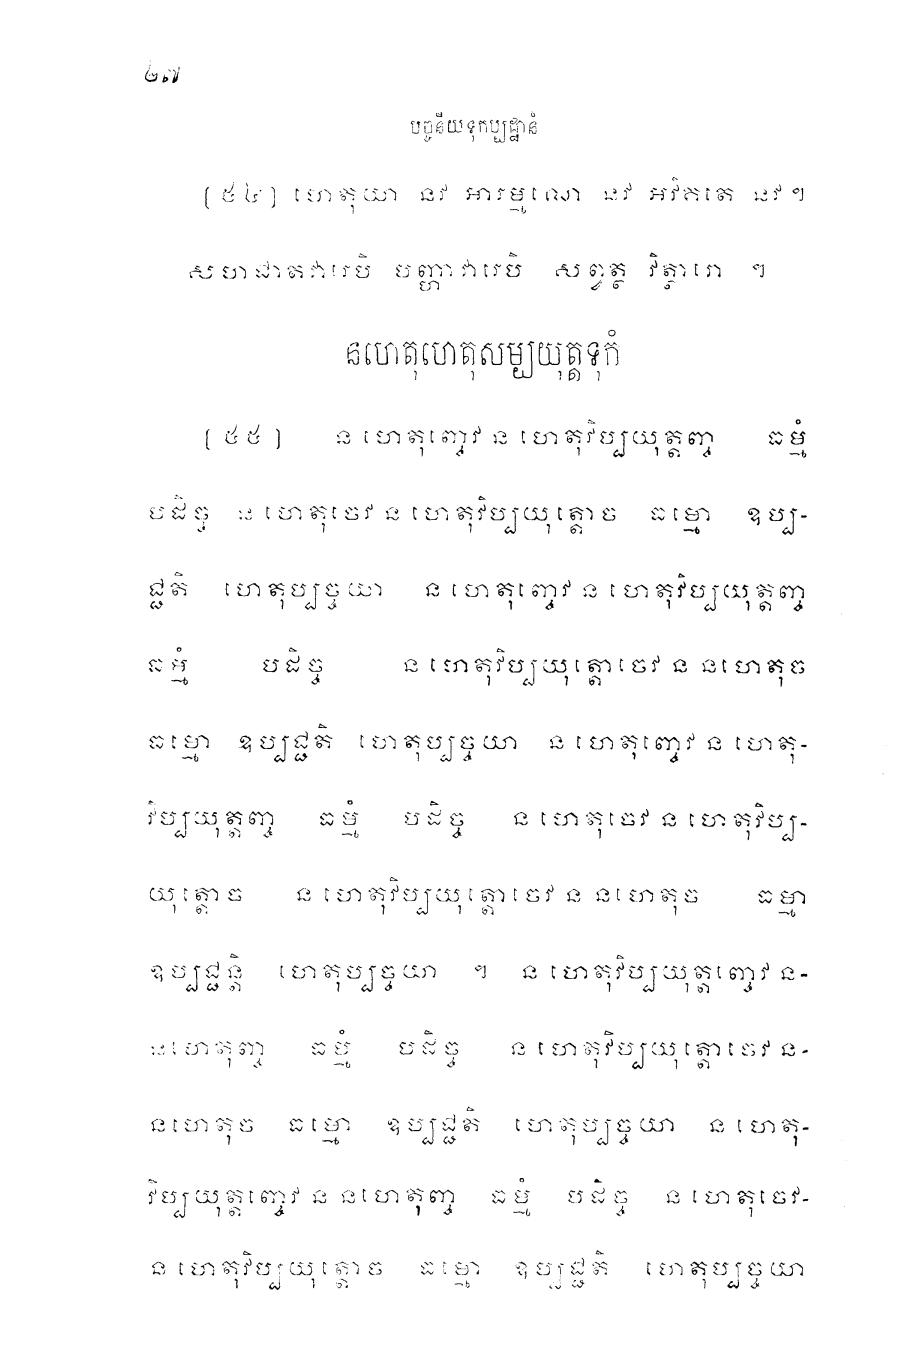 ២៧
បច្ចនីយទុកប្បដ្ឋានំ
[៥៤] ហេតុយា នវ អារម្មណេ នវ អវិគតេ នវ ។
សហជាតវារេបិ បញ្ហាវារេបិ សព្វត្ថ វិត្ថារោ ។
នហេតុហេតុសម្បយុត្តទុកំ
[៥៥] ន ហេតុញ្ចេវ ន ហេតុវិប្បយុត្តញ្ច ធម្មំ
បដិច្ច ន ហេតុចេវ ន ហេតុវិប្បយុត្តោច ធម្មោ ឧប្ប-
ជ្ជតិ ហេតុប្បច្ចយា ន ហេតុញ្ចេវ ន ហេតុវិប្បយុត្តញ្ច
ធម្មំ បដិច្ច ន ហេតុវិប្បយុត្តោចេវ ន នហេតុច
ធម្មោ ឧប្បជ្ជតិ ហេតុប្បច្ចយា ន ហេតុញ្ចេវ ន ហេតុ-
វិប្បយុត្តញ្ច ធម្មំ បដិច្ច ន ហេតុចេវ ន ហេតុវិប្ប-
យុត្តោច ន ហេតុវិប្បយុត្តោចេវ ន នហេតុច ធម្មា
ឧប្បជ្ជន្តិ ហេតុប្បច្ចយា ។ ន ហេតុវិប្បយុត្តញ្ចេវ ន-
នហេតុញ្ច ធម្មំ បដិច្ច ន ហេតុវិប្បយុត្តោចេវ ន-
នហេតុច ធម្មោ ឧប្បជ្ជតិ ហេតុប្បច្ចយា ន ហេតុ-
វិប្បយុត្តញ្ចេវ ន នហេតុញ្ច ធម្មំ បដិច្ច ន ហេតុចេវ-
ន ហេតុវិប្បយុត្តោច ធម្មោ ឧប្បជ្ជតិ ហេតុប្បច្ចយា